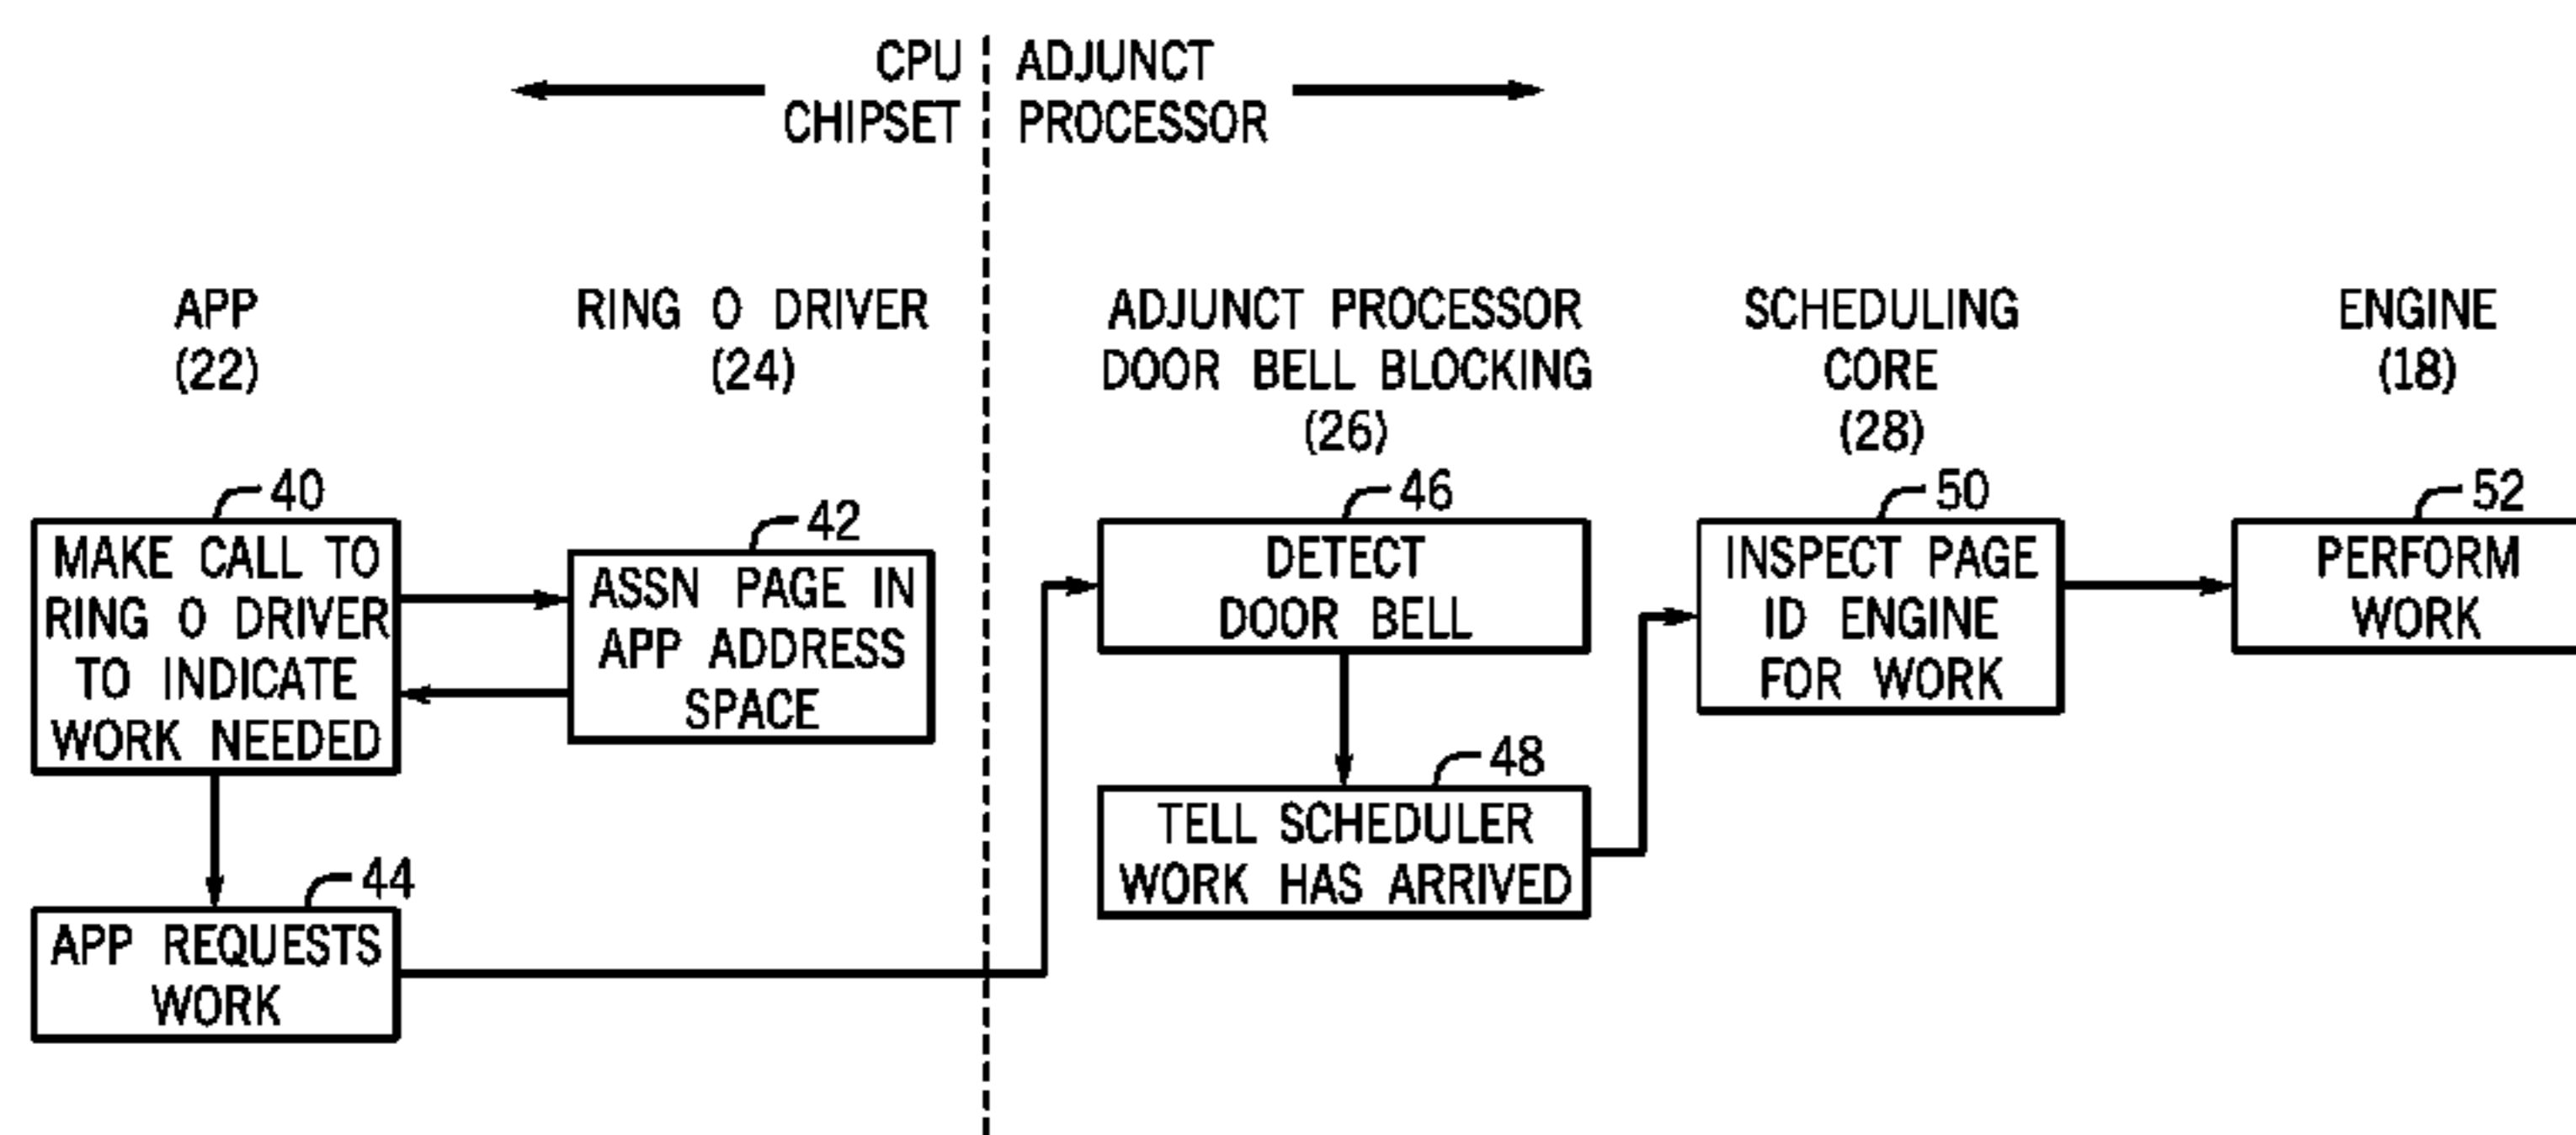 CPU
CHIPSET
ADJUNCT
PROCESSOR
APP
(22)
RING 0 DRIVER
(24)
ADJUNCT PROCESSOR
DOOR BELL BLOCKING
(26)
SCHEDULING
CORE
(28)
ENGINE
(18)
40
MAKE CALL TO
RING 0 DRIVER
TO INDICATE
WORK NEEDED
42
ASSN PAGE IN
APP ADDRESS
SPACE
44
APP REQUESTS
WORK
46
DETECT
DOOR BELL
48
TELL SCHEDULER
WORK HAS ARRIVED
50
INSPECT PAGE
ID ENGINE
FOR WORK
52
PERFORM
WORK